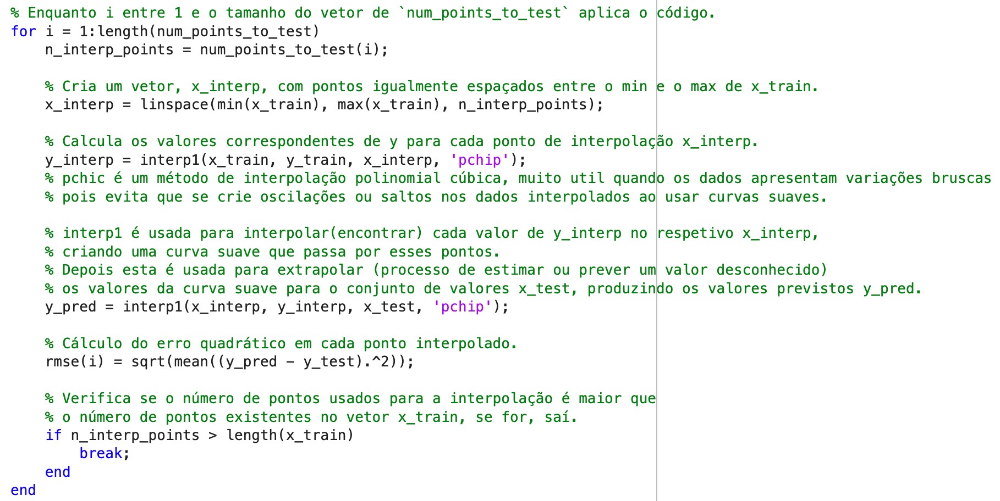 % Enquanto i entre 1 e o tamanho do vetor de `num_points_to_test` aplica o código.
for i = 1:length(num_points_to_test)
    n_interp_points = num_points_to_test(i);

    % Cria um vetor, x_interp, com pontos igualmente espaçados entre o min e o max de x_train.
    x_interp = linspace(min(x_train), max(x_train), n_interp_points);

    % Calcula os valores correspondentes de y para cada ponto de interpolação x_interp.
    y_interp = interp1(x_train, y_train, x_interp, 'pchip');
    % pchic é um método de interpolação polinomial cúbica, muito util quando os dados apresentam variações bruscas
    % pois evita que se crie oscilações ou saltos nos dados interpolados ao usar curvas suaves.

    % interp1 é usada para interpolar(encontrar) cada valor de y_interp no respetivo x_interp,
    % criando uma curva suave que passa por esses pontos.
    % Depois esta é usada para extrapolar (processo de estimar ou prever um valor desconhecido)
    % os valores da curva suave para o conjunto de valores x_test, produzindo os valores previstos y_pred.
    y_pred = interp1(x_interp, y_interp, x_test, 'pchip');

    % Cálculo do erro quadrático em cada ponto interpolado.
    rmse(i) = sqrt(mean((y_pred - y_test).^2));

    % Verifica se o número de pontos usados para a interpolação é maior que
    % o número de pontos existentes no vetor x_train, se for, saí.
    if n_interp_points > length(x_train)
        break;
    end
end